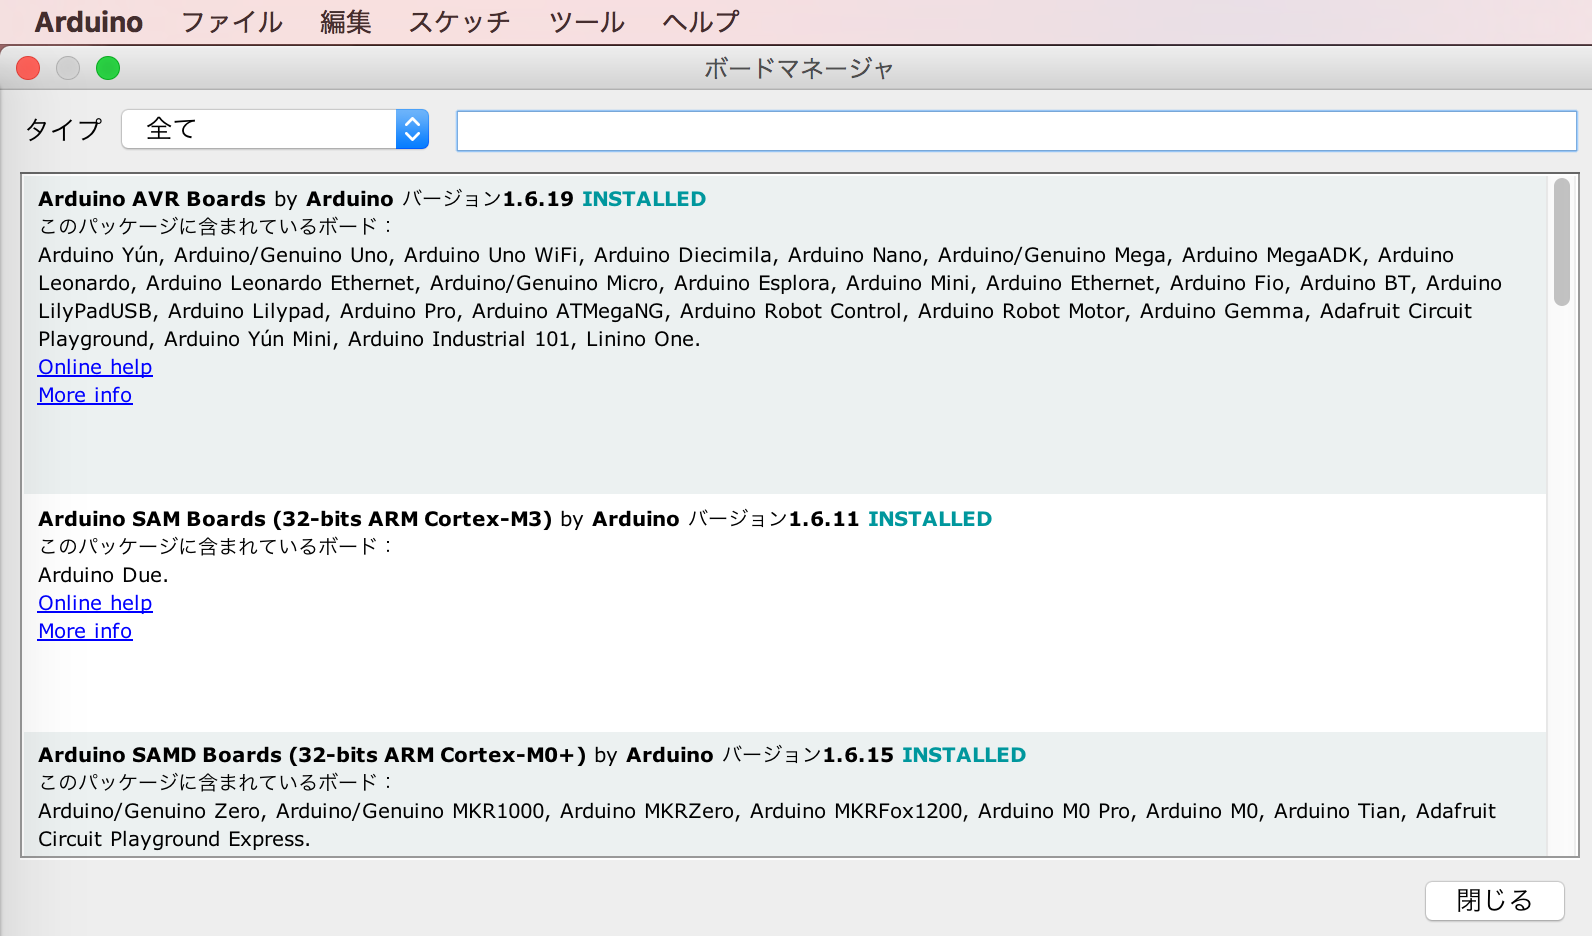 Arduino ファイル 編集 スケッチ ツール ヘルプ
ボードマネージャ
タイプ 全て
Arduino AVR Boards by Arduino バージョン1.6.19 INSTALLED
このパッケージに含まれているボード：
Arduino Yún, Arduino/Genuino Uno, Arduino Uno WiFi, Arduino Diecimila, Arduino Nano, Arduino/Genuino Mega, Arduino MegaADK, Arduino
Leonardo, Arduino Leonardo Ethernet, Arduino/Genuino Micro, Arduino Esplora, Arduino Mini, Arduino Ethernet, Arduino Fio, Arduino BT, Arduino
LilyPadUSB, Arduino Lilypad, Arduino Pro, Arduino ATMegaNG, Arduino Robot Control, Arduino Robot Motor, Arduino Gemma, Adafruit Circuit
Playground, Arduino Yún Mini, Arduino Industrial 101, Linino One.
Online help
More info
Arduino SAM Boards (32-bits ARM Cortex-M3) by Arduino バージョン1.6.11 INSTALLED
このパッケージに含まれているボード：
Arduino Due.
Online help
More info
Arduino SAMD Boards (32-bits ARM Cortex-M0+) by Arduino バージョン1.6.15 INSTALLED
このパッケージに含まれているボード：
Arduino/Genuino Zero, Arduino/Genuino MKR1000, Arduino MKRZero, Arduino MKRFox1200, Arduino M0 Pro, Arduino M0, Arduino Tian, Adafruit
Circuit Playground Express.
閉じる